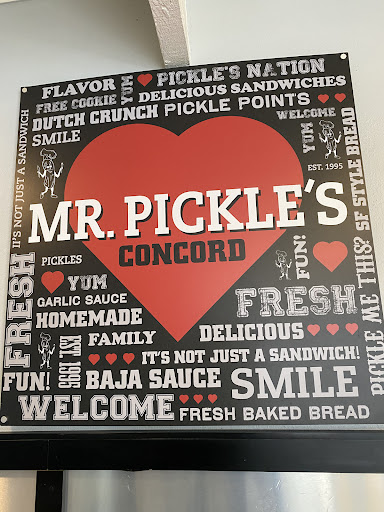 FLAVOR
YUM
PICKLE'S NATION
FREE COOKIE
DELICIOUS SANDWICHES
DUTCH CRUNCH
PICKLE POINTS
SMILE
WELCOME
YUM
EST. 1995
IT'S NOT JUST A SANDWICH
MR. PICKLE'S
CONCORD
PICKLES
FUN!
YUM
GARLIC SAUCE
FRESH
FRESH
HOMEMADE
FAMILY
DELICIOUS
EST. 1995
IT'S NOT JUST A SANDWICH!
FUN!
BAJA SAUCE
SMILE
WELCOME
FRESH BAKED BREAD
PICKLE ME THIS? SF STYLE BREAD